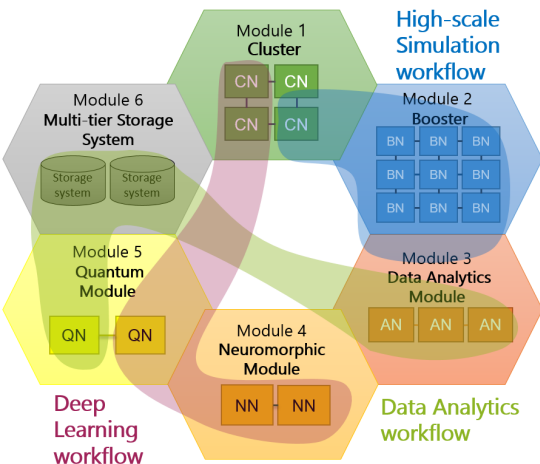 Module 1
Cluster
CN CN
CN CN
High-scale
Simulation
workflow
Module 2
Booster
BN BN BN
BN BN BN
BN BN BN
Module 6
Multi-tier Storage
System
Storage system
Storage system
Module 5
Quantum
Module
QN QN
Module 3
Data Analytics
Module
AN AN AN
Module 4
Neuromorphic
Module
NN NN
Deep
Learning
workflow
Data Analytics
workflow